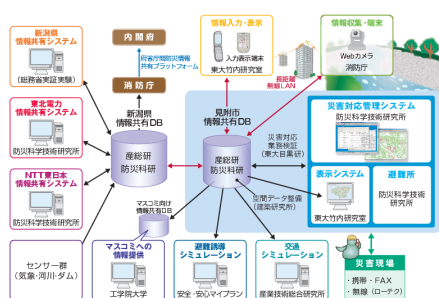 新潟県
情報共有システム
(総務省実証実験)
東北電力
情報共有システム
防災科学技術研究所
NTT東日本
情報共有システム
防災科学技術研究所
センサー群
(気象・河川・ダム)
内閣府
府省庁間防災情報
共有プラットフォーム
消防庁
新潟県
情報共有DB
産総研
防災科研
マスコミ向け
情報共有DB
マスコミへの
情報提供
工学院大学
情報入力・表示
入力表示端末
東大竹内研究室
長距離
無線LAN
情報収集・端末
Webカメラ
消防庁
見附市
情報共有DB
産総研
防災科研
災害対応
業務検証
(東大目黒研)
空間データ整備
(建築研究所)
災害対応管理システム
防災科学技術研究所
表示システム
東大竹内研究室
避難所
防災科学技術
研究所
避難誘導
シミュレーション
安全・安心マイプラン
交通
シミュレーション
産業技術総合研究所
災害現場
・携帯・FAX
・無線(ローテク)